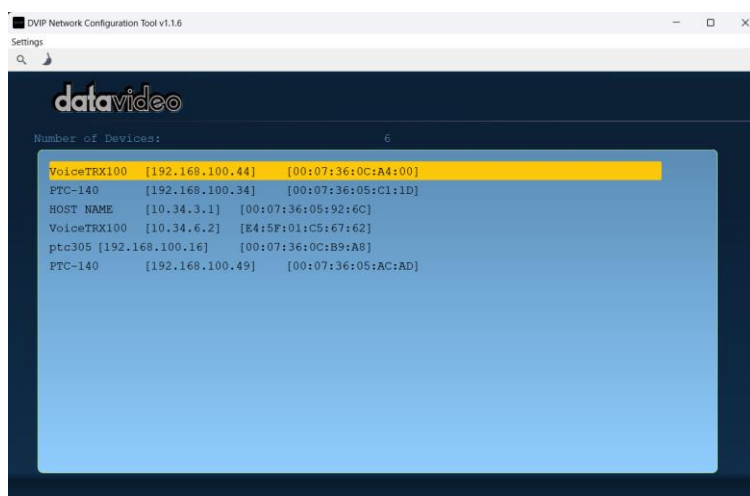 DVIP Network Configuration Tool v1.1.6
Settings
datavideo
Number of Devices: 6
VoiceTRX100 [192.168.100.44] [00:07:36:0C:A4:00]
PTC-140 [192.168.100.34] [00:07:36:05:C1:1D]
HOST NAME [10.34.3.1] [00:07:36:05:92:6C]
VoiceTRX100 [10.34.6.2] [E4:5F:01:C5:67:62]
ptc305 [192.168.100.16] [00:07:36:0C:B9:A8]
PTC-140 [192.168.100.49] [00:07:36:05:AC:AD]